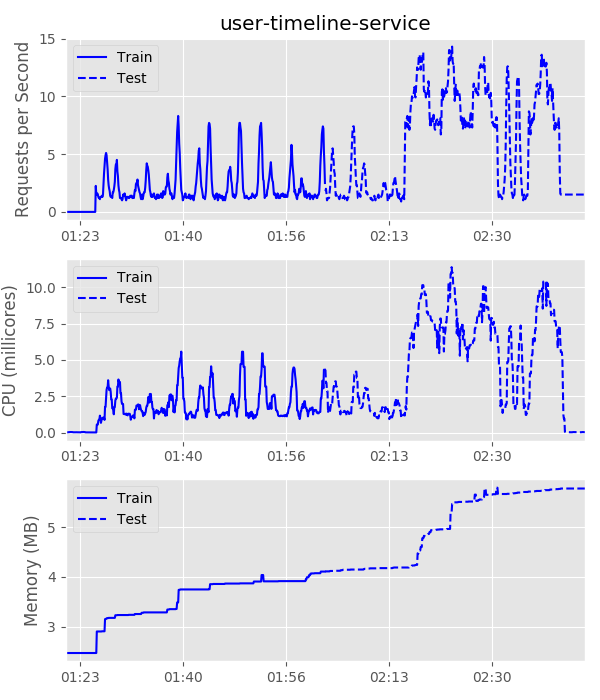 user-timeline-service
Requests per Second
15
10
5
0
Train
Test
01:23 01:40 01:56 02:13 02:30
CPU (millicores)
10.0
7.5
5.0
2.5
0.0
Train
Test
01:23 01:40 01:56 02:13 02:30
Memory (MB)
5
4
3
Train
Test
01:23 01:40 01:56 02:13 02:30